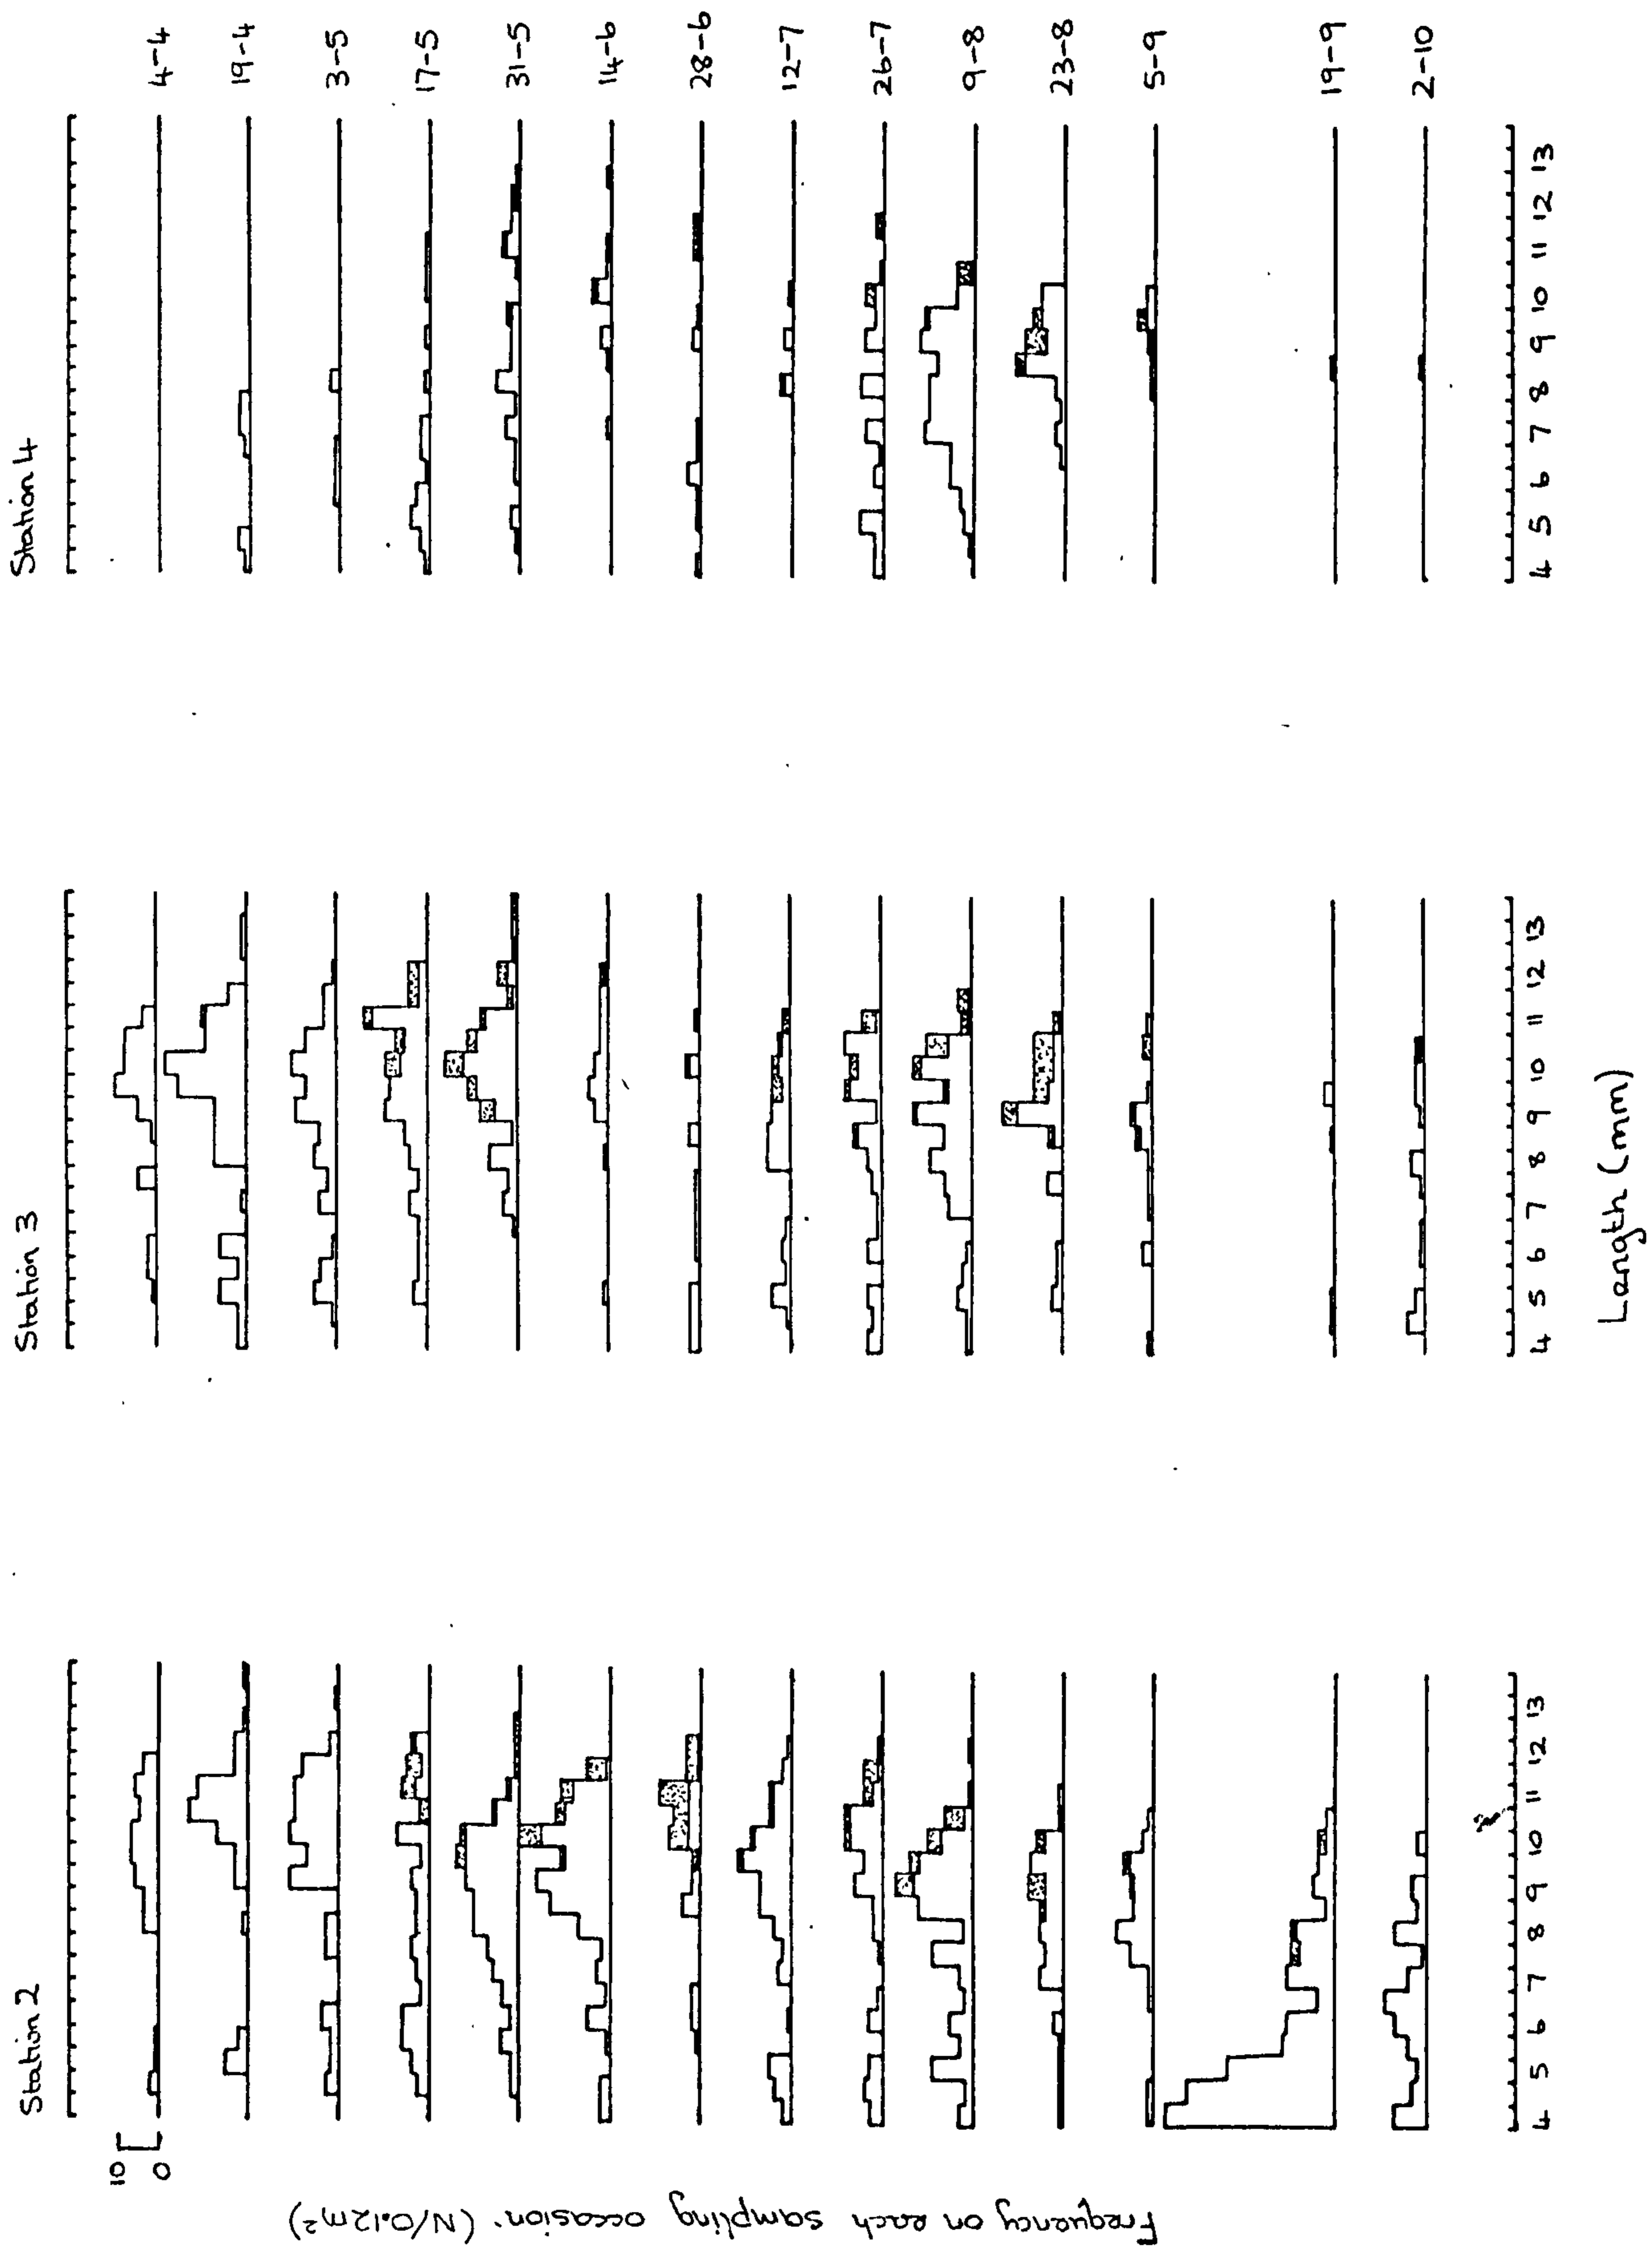 Station 2
Station 3
Station 4
10
0
4-4
19-4
3-5
17-5
31-5
14-6
28-6
12-7
26-7
9-8
23-8
5-9
19-9
2-10
4 5 6 7 8 9 10 11 12 13
4 5 6 7 8 9 10 11 12 13
4 5 6 7 8 9 10 11 12 13
Length (mm)
Frequency on each sampling occasion (N/0.12m²)